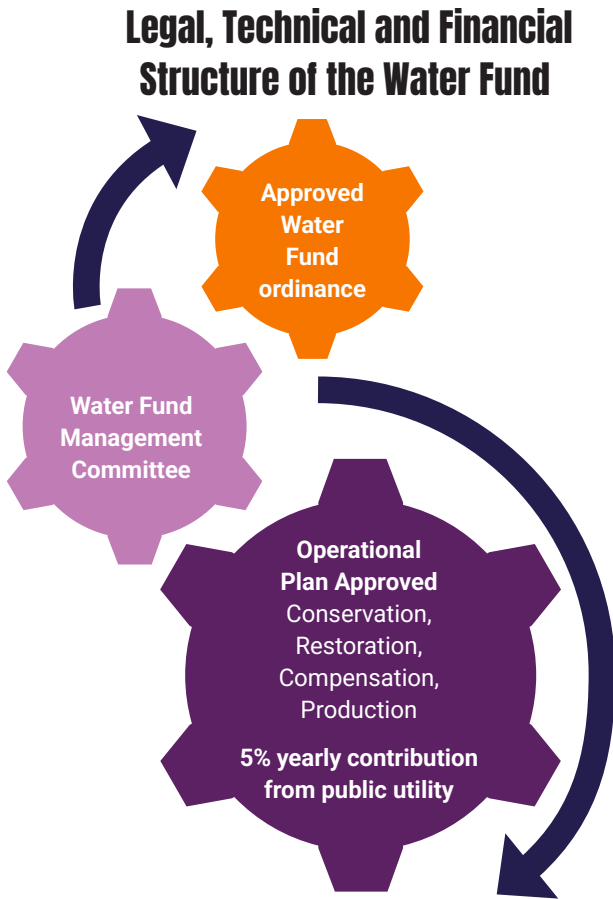 Legal, Technical and Financial
Structure of the Water Fund
Approved
Water
Fund
ordinance
Water Fund
Management
Committee
Operational
Plan Approved
Conservation,
Restoration,
Compensation,
Production
5% yearly contribution
from public utility